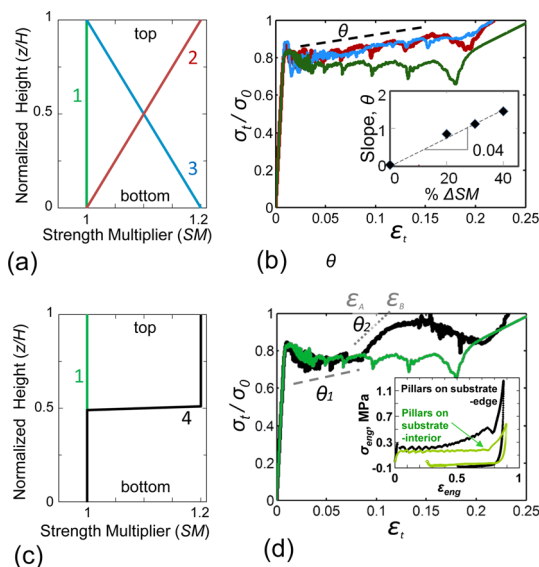 Normalized Height (z/H)
1
0.5
0
top
2
1
3
bottom
1
1.2
Strength Multiplier (SM)
(a)
σt/σ0
1
0.8
0.6
0.4
0.2
0
θ
Slope, θ
2
1
0
0.04
0
20
40
% ΔSM
0
0.05
0.1
0.15
0.2
0.25
εt
(b)
θ
Normalized Height (z/H)
1
0.5
0
top
1
4
bottom
1
1.2
Strength Multiplier (SM)
(c)
σt/σ0
1
0.8
0.6
0.4
0.2
0
εA
εB
θ2
θ1
σeng, MPa
1.1
0.7
0.3
-0.1
Pillars on substrate
-edge
Pillars on
substrate
-interior
0
0.5
1
εeng
0
0.05
0.1
0.15
0.2
0.25
εt
(d)